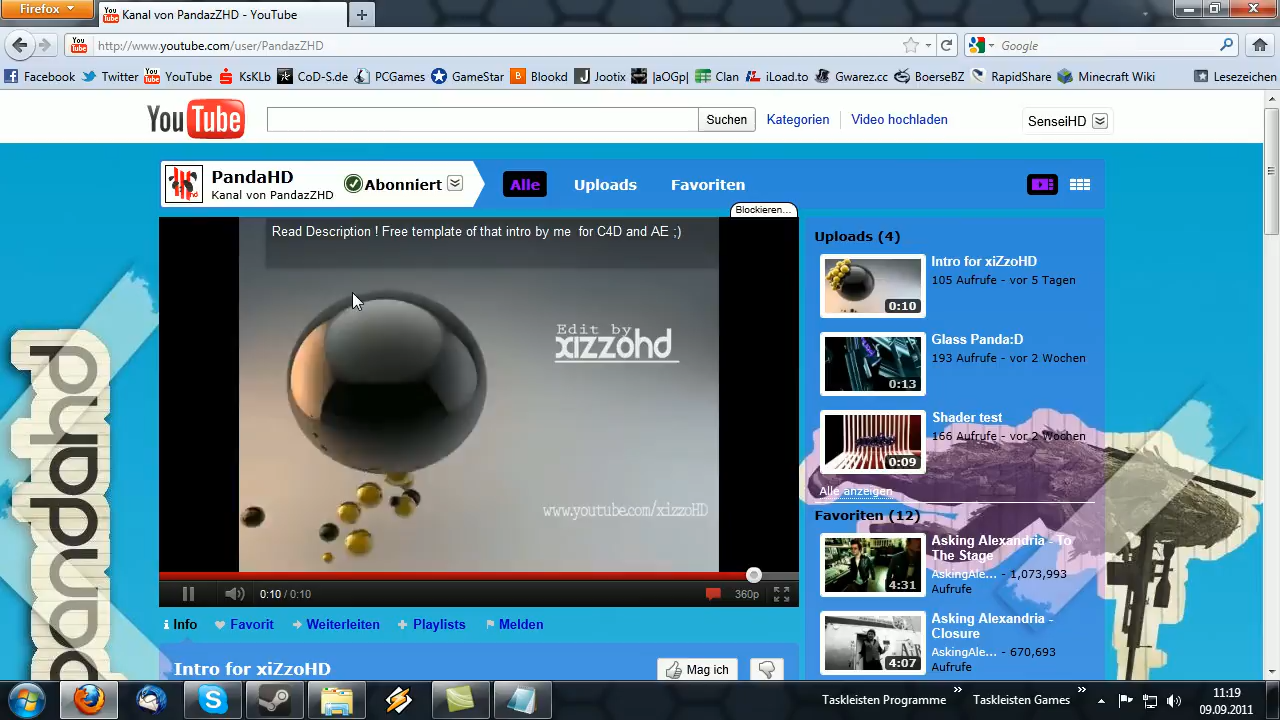 Firefox
Kanal von PandazZHD - YouTube
http://www.youtube.com/user/PandazZHD
Google
Facebook Twitter YouTube KsKLb CoD-S.de PCGames GameStar Blookd Jootix |aOGp| Clan iLoad.to Gwarez.cc BoerseBZ RapidShare Minecraft Wiki Lesezeichen
YouTube
Suchen
Kategorien
Video hochladen
SenseiHD
PandaHD
Kanal von PandazZHD
Abonniert
Alle
Uploads
Favoriten
Blockieren...
Read Description ! Free template of that intro by me for C4D and AE ;)
Edit by
xizzohd
www.youtube.com/xizzoHD
0:10 / 0:10
360p
Info
Favorit
Weiterleiten
Playlists
Melden
Intro for xiZzoHD
Mag ich
Uploads (4)
Intro for xiZzoHD
105 Aufrufe - vor 5 Tagen
0:10
Glass Panda:D
193 Aufrufe - vor 2 Wochen
0:13
Shader test
166 Aufrufe - vor 2 Wochen
0:09
Alle anzeigen
Favoriten (12)
Asking Alexandria - To
The Stage
AskingAle... - 1,073,993
Aufrufe
4:31
Asking Alexandria -
Closure
AskingAle... - 670,693
Aufrufe
4:07
pandahd
Taskleisten Programme
Taskleisten Games
11:19
09.09.2011